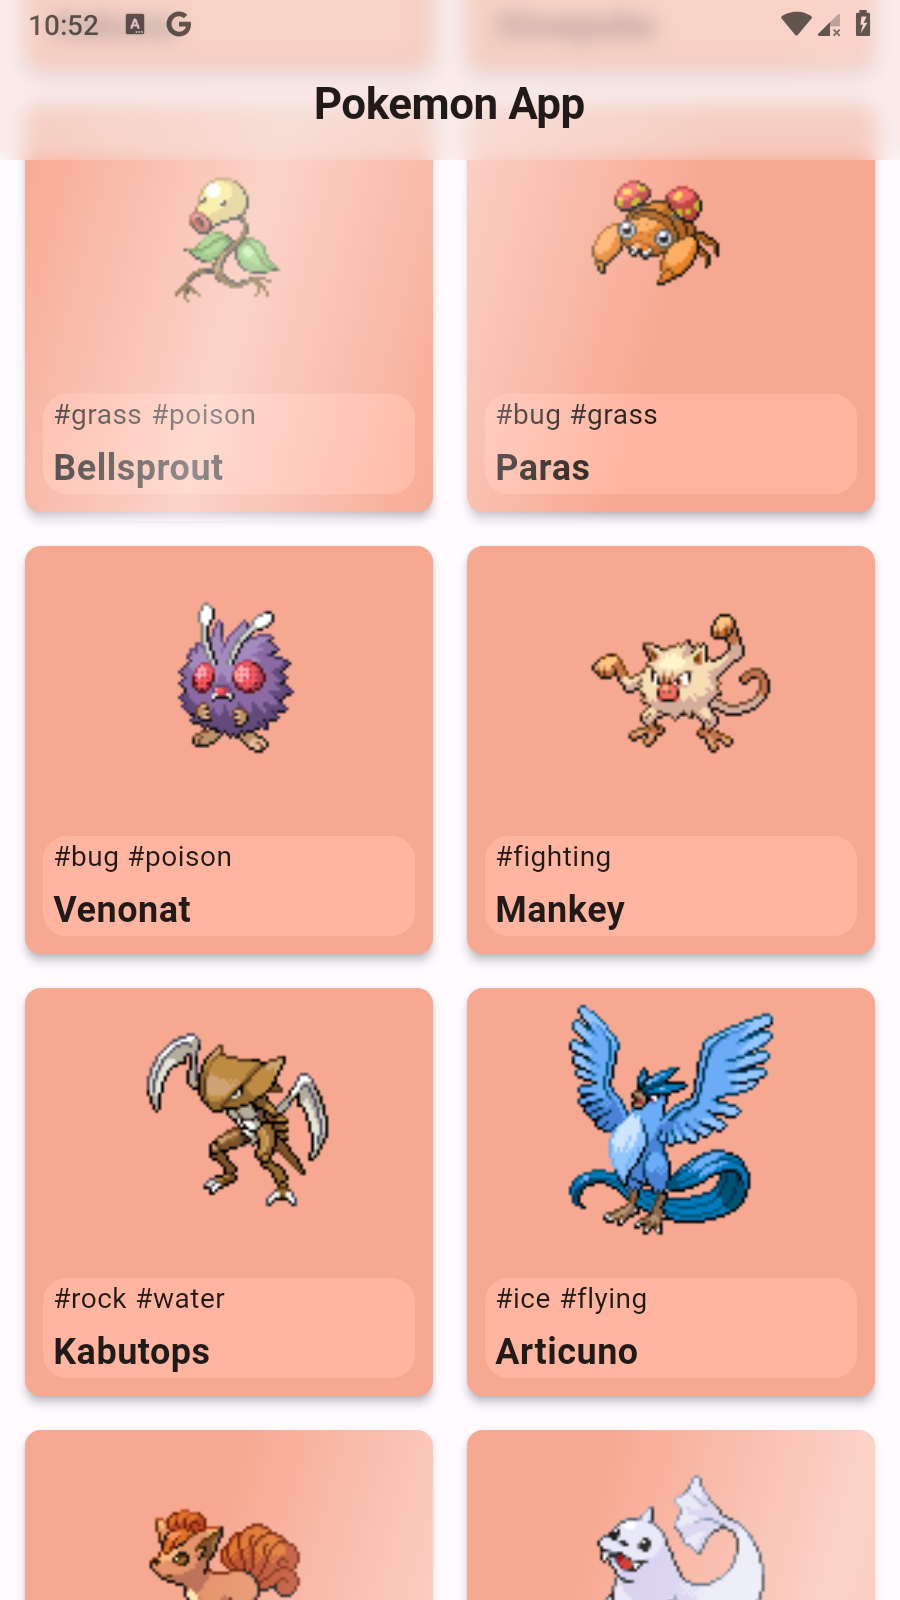 10:52
Pokemon App
#grass #poison
Bellsprout
#bug #grass
Paras
#bug #poison
Venonat
#fighting
Mankey
#rock #water
Kabutops
#ice #flying
Articuno